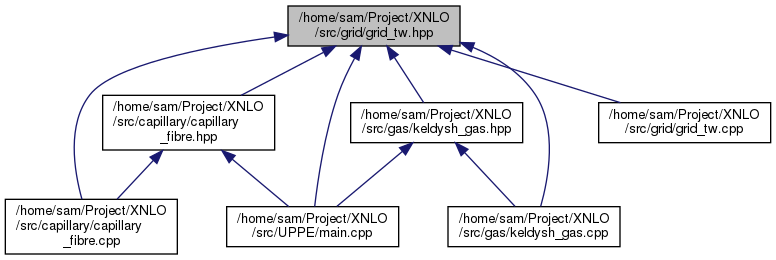 /home/sam/Project/XNLO
/src/grid/grid_tw.hpp
/home/sam/Project/XNLO
/src/capillary/capillary
_fibre.hpp
/home/sam/Project/XNLO
/src/gas/keldysh_gas.hpp
/home/sam/Project/XNLO
/src/grid/grid_tw.cpp
/home/sam/Project/XNLO
/src/capillary/capillary
_fibre.cpp
/home/sam/Project/XNLO
/src/UPPE/main.cpp
/home/sam/Project/XNLO
/src/gas/keldysh_gas.cpp